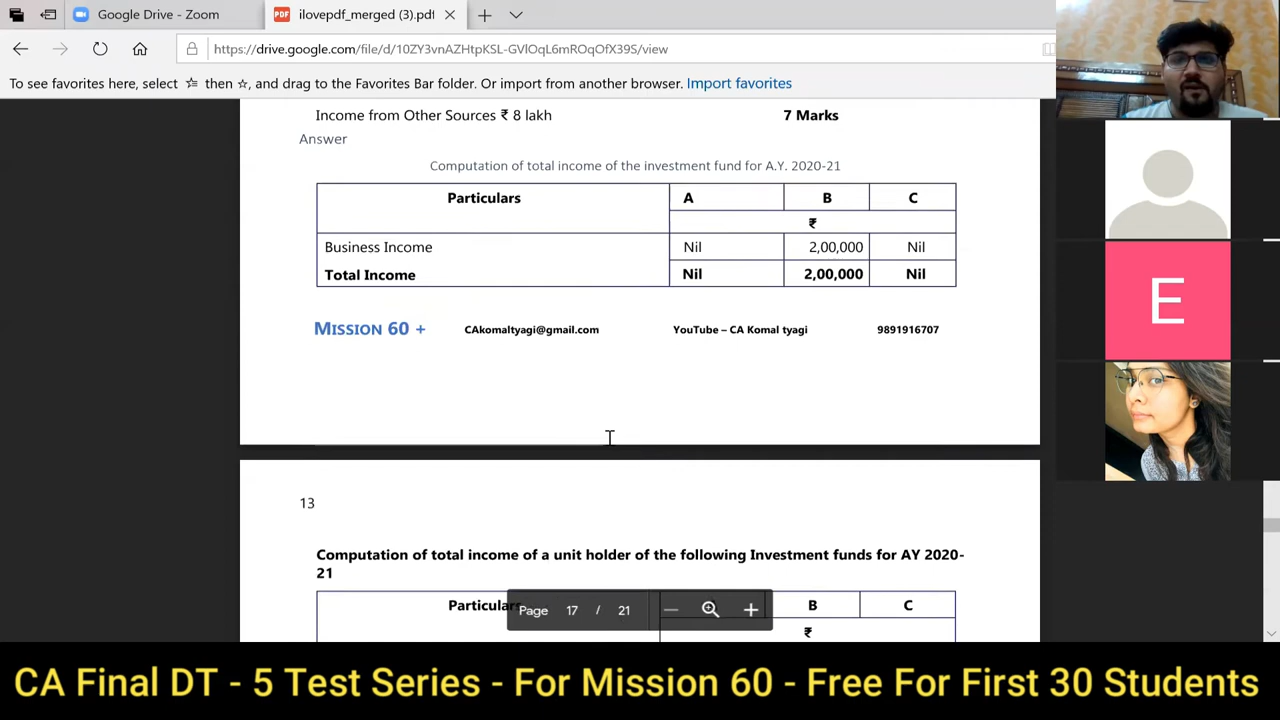 Google Drive - Zoom
PDF ilovepdf_merged (3).pdf
https://drive.google.com/file/d/10ZY3vnAZHtpKSL-GVlOqL6mROqOfX39S/view
To see favorites here, select then ☆, and drag to the Favorites Bar folder. Or import from another browser. Import favorites
Income from Other Sources ₹ 8 lakh 7 Marks
Answer
Computation of total income of the investment fund for A.Y. 2020-21
Particulars A B C
₹
Business Income Nil 2,00,000 Nil
Total Income Nil 2,00,000 Nil
MISSION 60 + CAkomaltyagi@gmail.com YouTube – CA Komal tyagi 9891916707
13
Computation of total income of a unit holder of the following Investment funds for AY 2020-
21
Particulars B C
Page 17 / 21
₹
E
CA Final DT - 5 Test Series - For Mission 60 - Free For First 30 Students